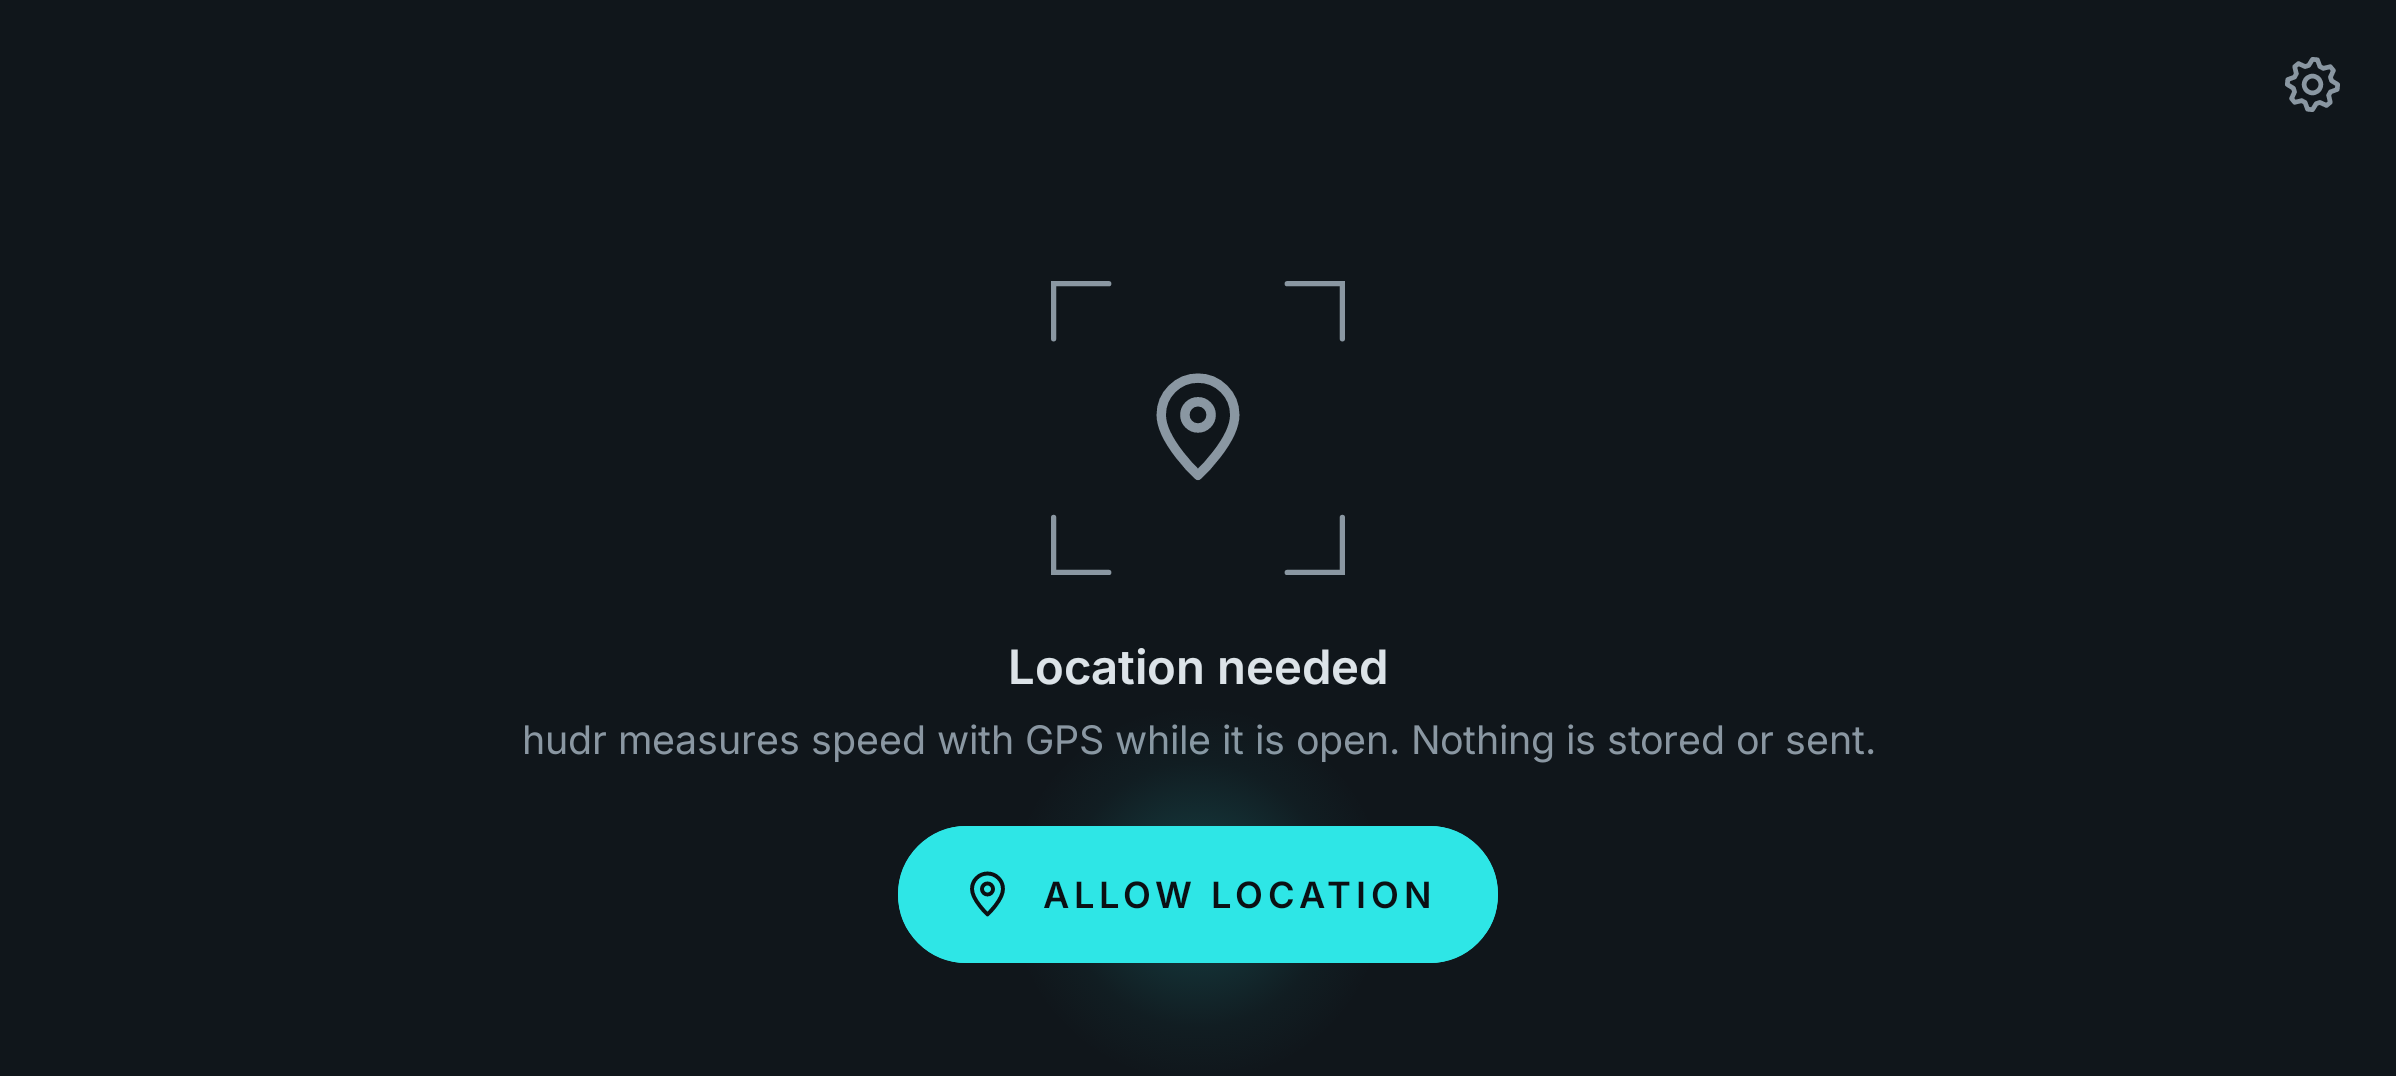 Location needed
hudr measures speed with GPS while it is open. Nothing is stored or sent.
ALLOW LOCATION